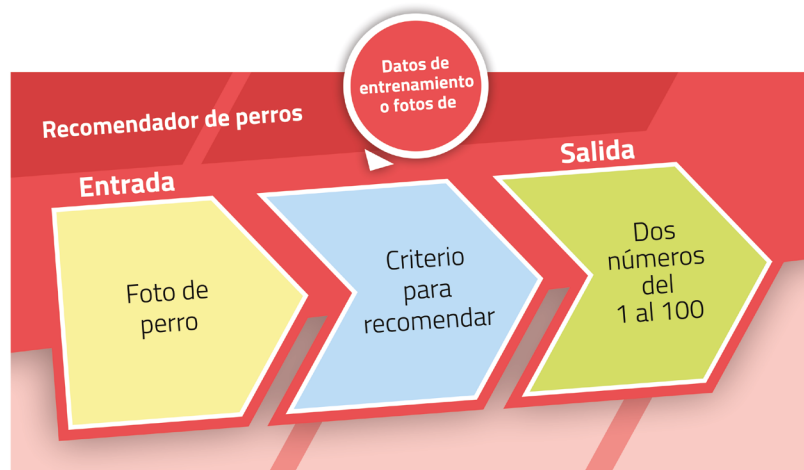 Datos de
entrenamiento
o fotos de
Recomendador de perros
Entrada
Foto de
perro
Criterio
para
recomendar
Salida
Dos
números
del
1 al 100